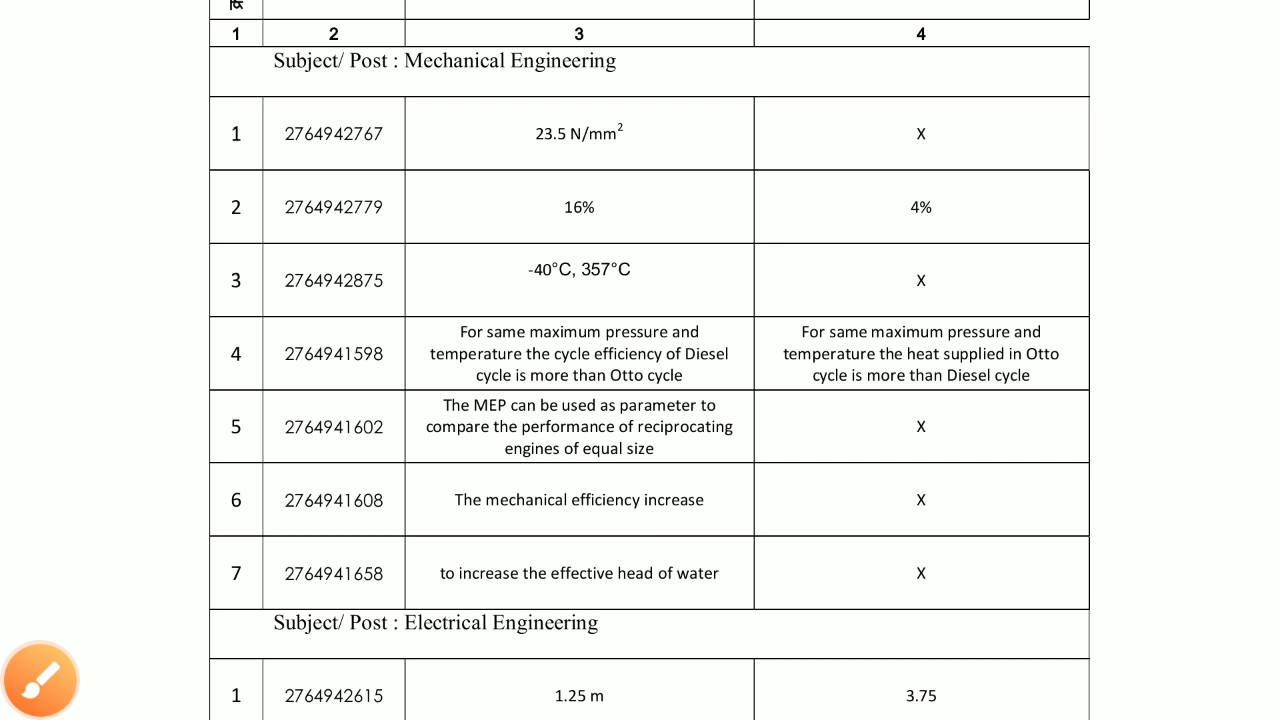 1 2 3 4
Subject/ Post : Mechanical Engineering
1 2764942767 23.5 N/mm² X
2 2764942779 16% 4%
3 2764942875 -40°C, 357°C X
4 2764941598 For same maximum pressure and temperature the cycle efficiency of Diesel cycle is more than Otto cycle For same maximum pressure and temperature the heat supplied in Otto cycle is more than Diesel cycle
5 2764941602 The MEP can be used as parameter to compare the performance of reciprocating engines of equal size X
6 2764941608 The mechanical efficiency increase X
7 2764941658 to increase the effective head of water X
Subject/ Post : Electrical Engineering
1 2764942615 1.25 m 3.75